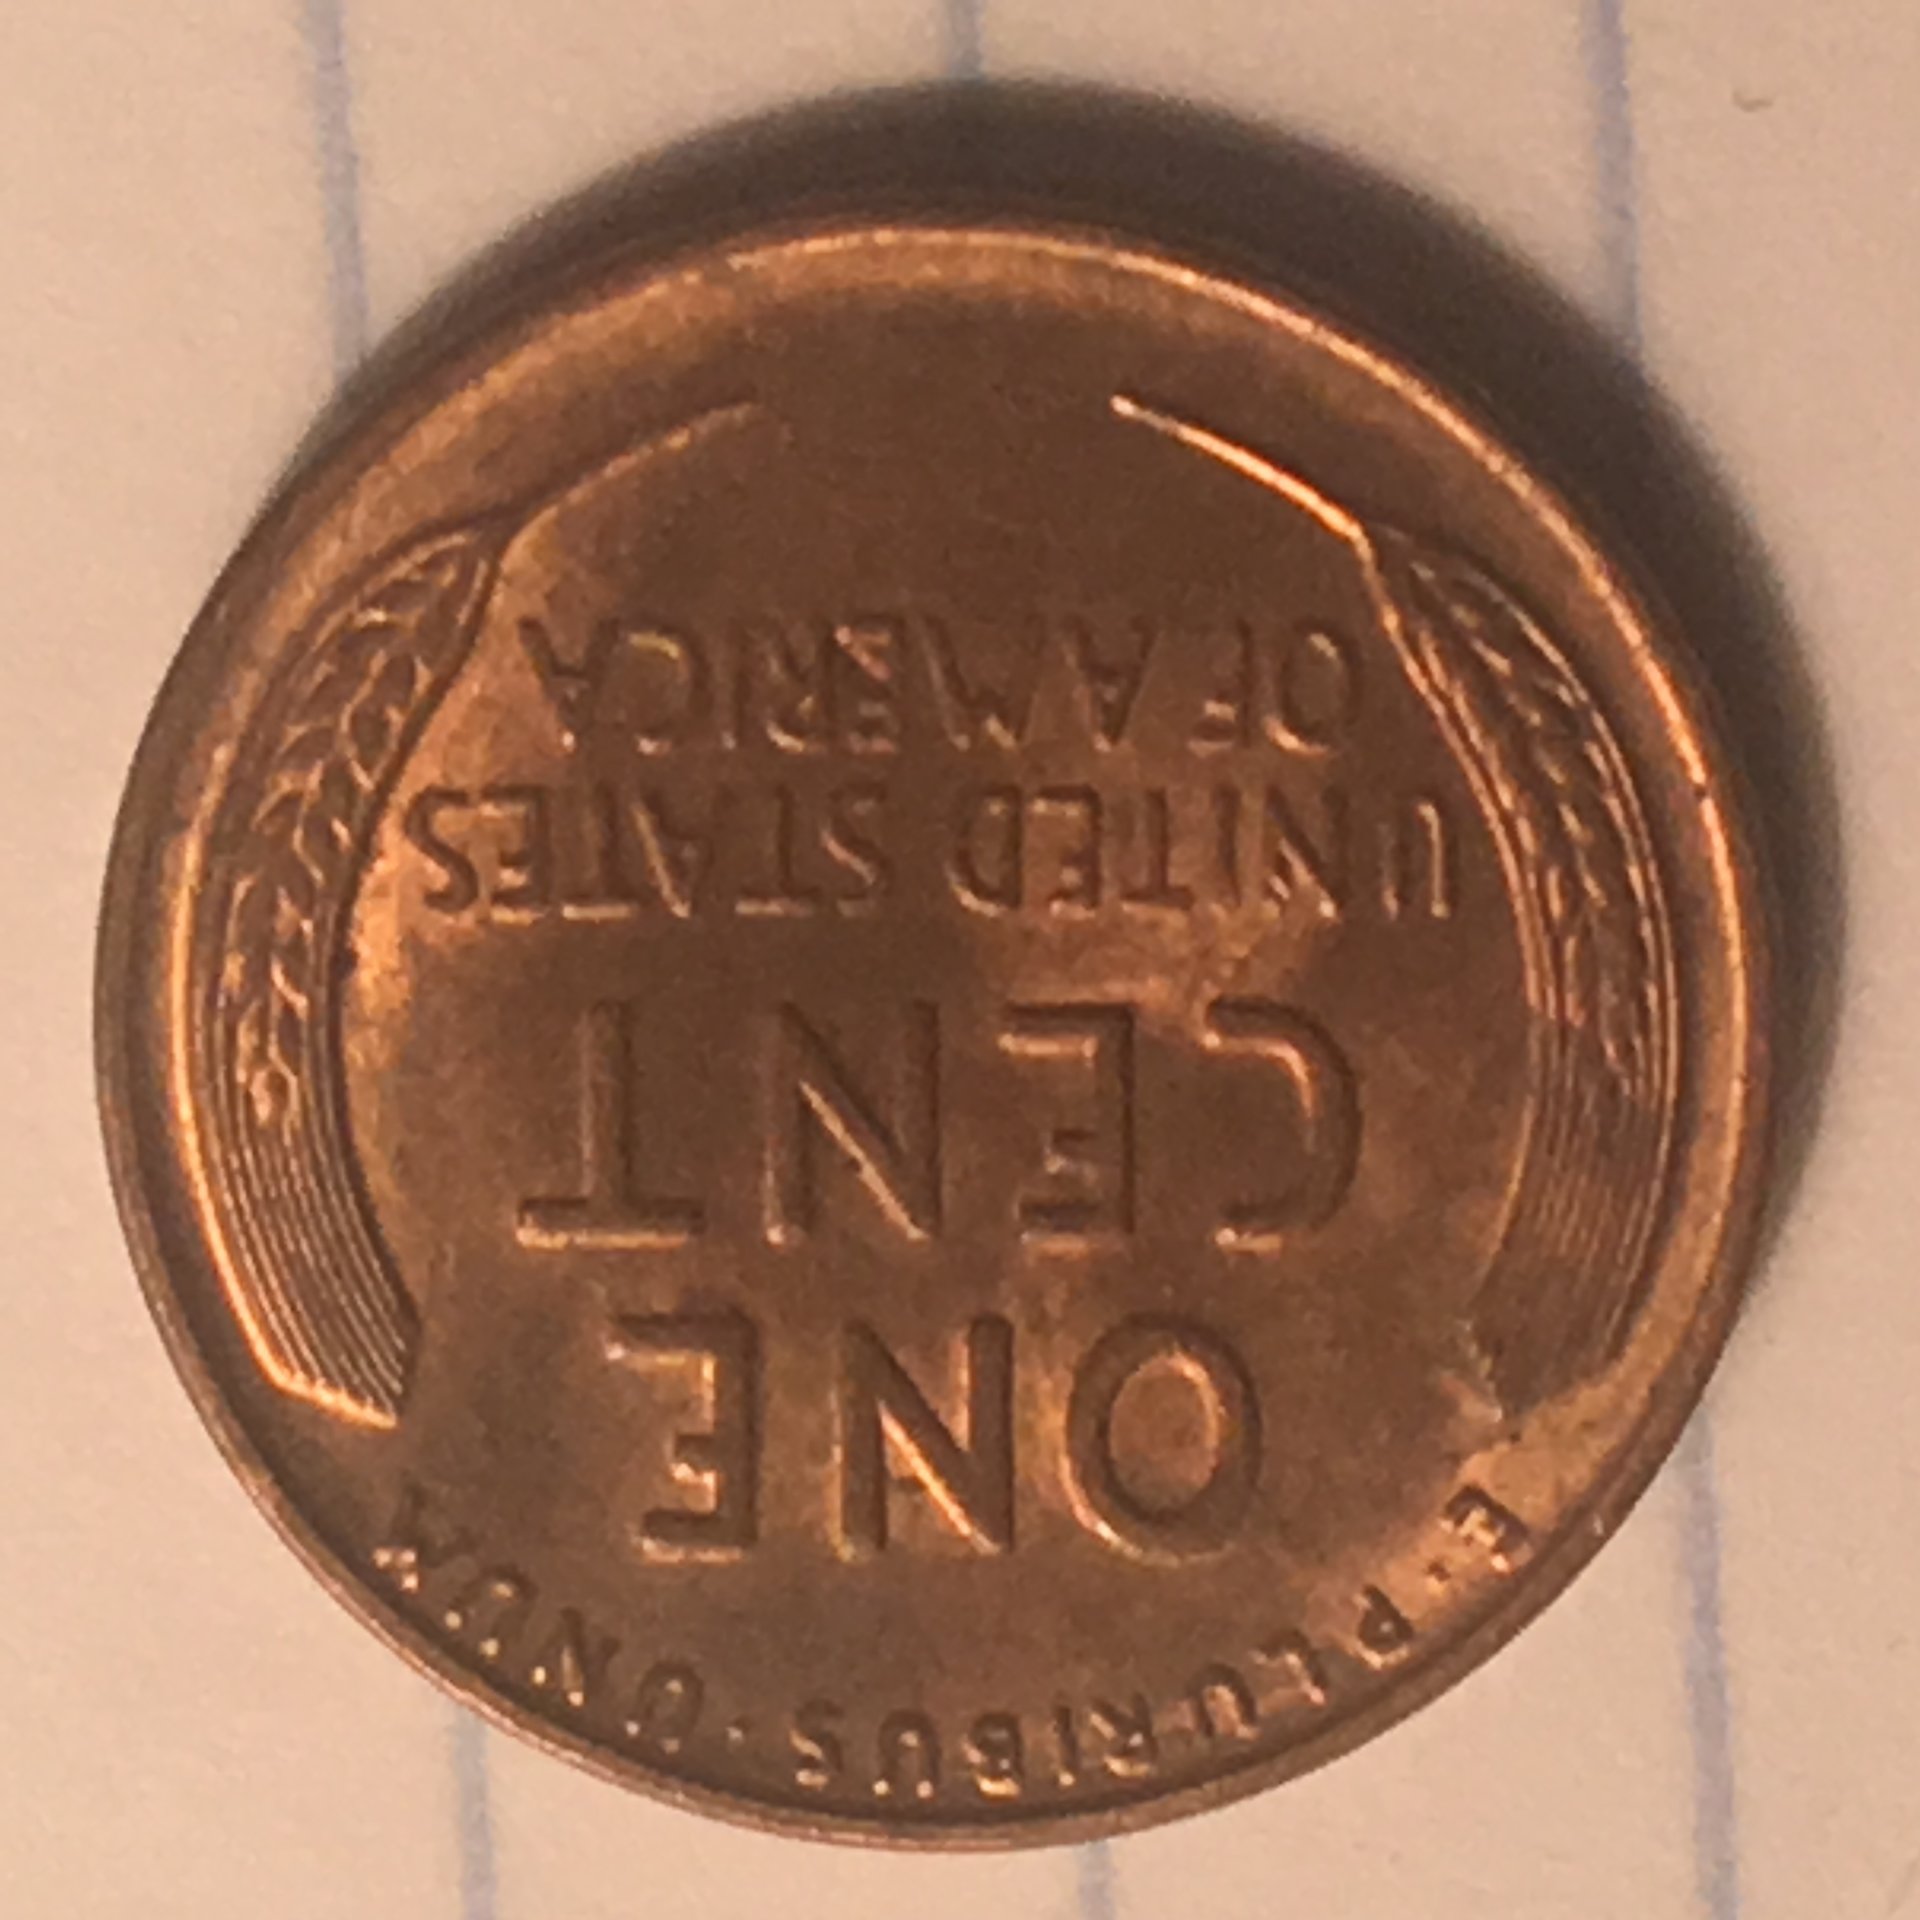 E·PLURIBUS·UNUM
ONE
CENT
UNITED STATES
OF AMERICA